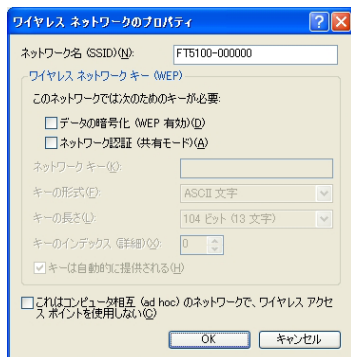 ワイヤレス ネットワークのプロパティ
ネットワーク名 (SSID)(N): FT5100-000000
ワイヤレス ネットワーク キー (WEP)
このネットワークでは次のためのキーが必要:
データの暗号化 (WEP 有効)(D)
ネットワーク認証 (共有モード)(A)
ネットワーク キー(K):
キーの形式(F): ASCII 文字
キーの長さ(L): 104 ビット (13 文字)
キーのインデックス (詳細)(X): 0
キーは自動的に提供される(H)
これはコンピュータ相互 (ad hoc) のネットワークで、ワイヤレス アクセ
ス ポイントを使用しない(C)
OK キャンセル